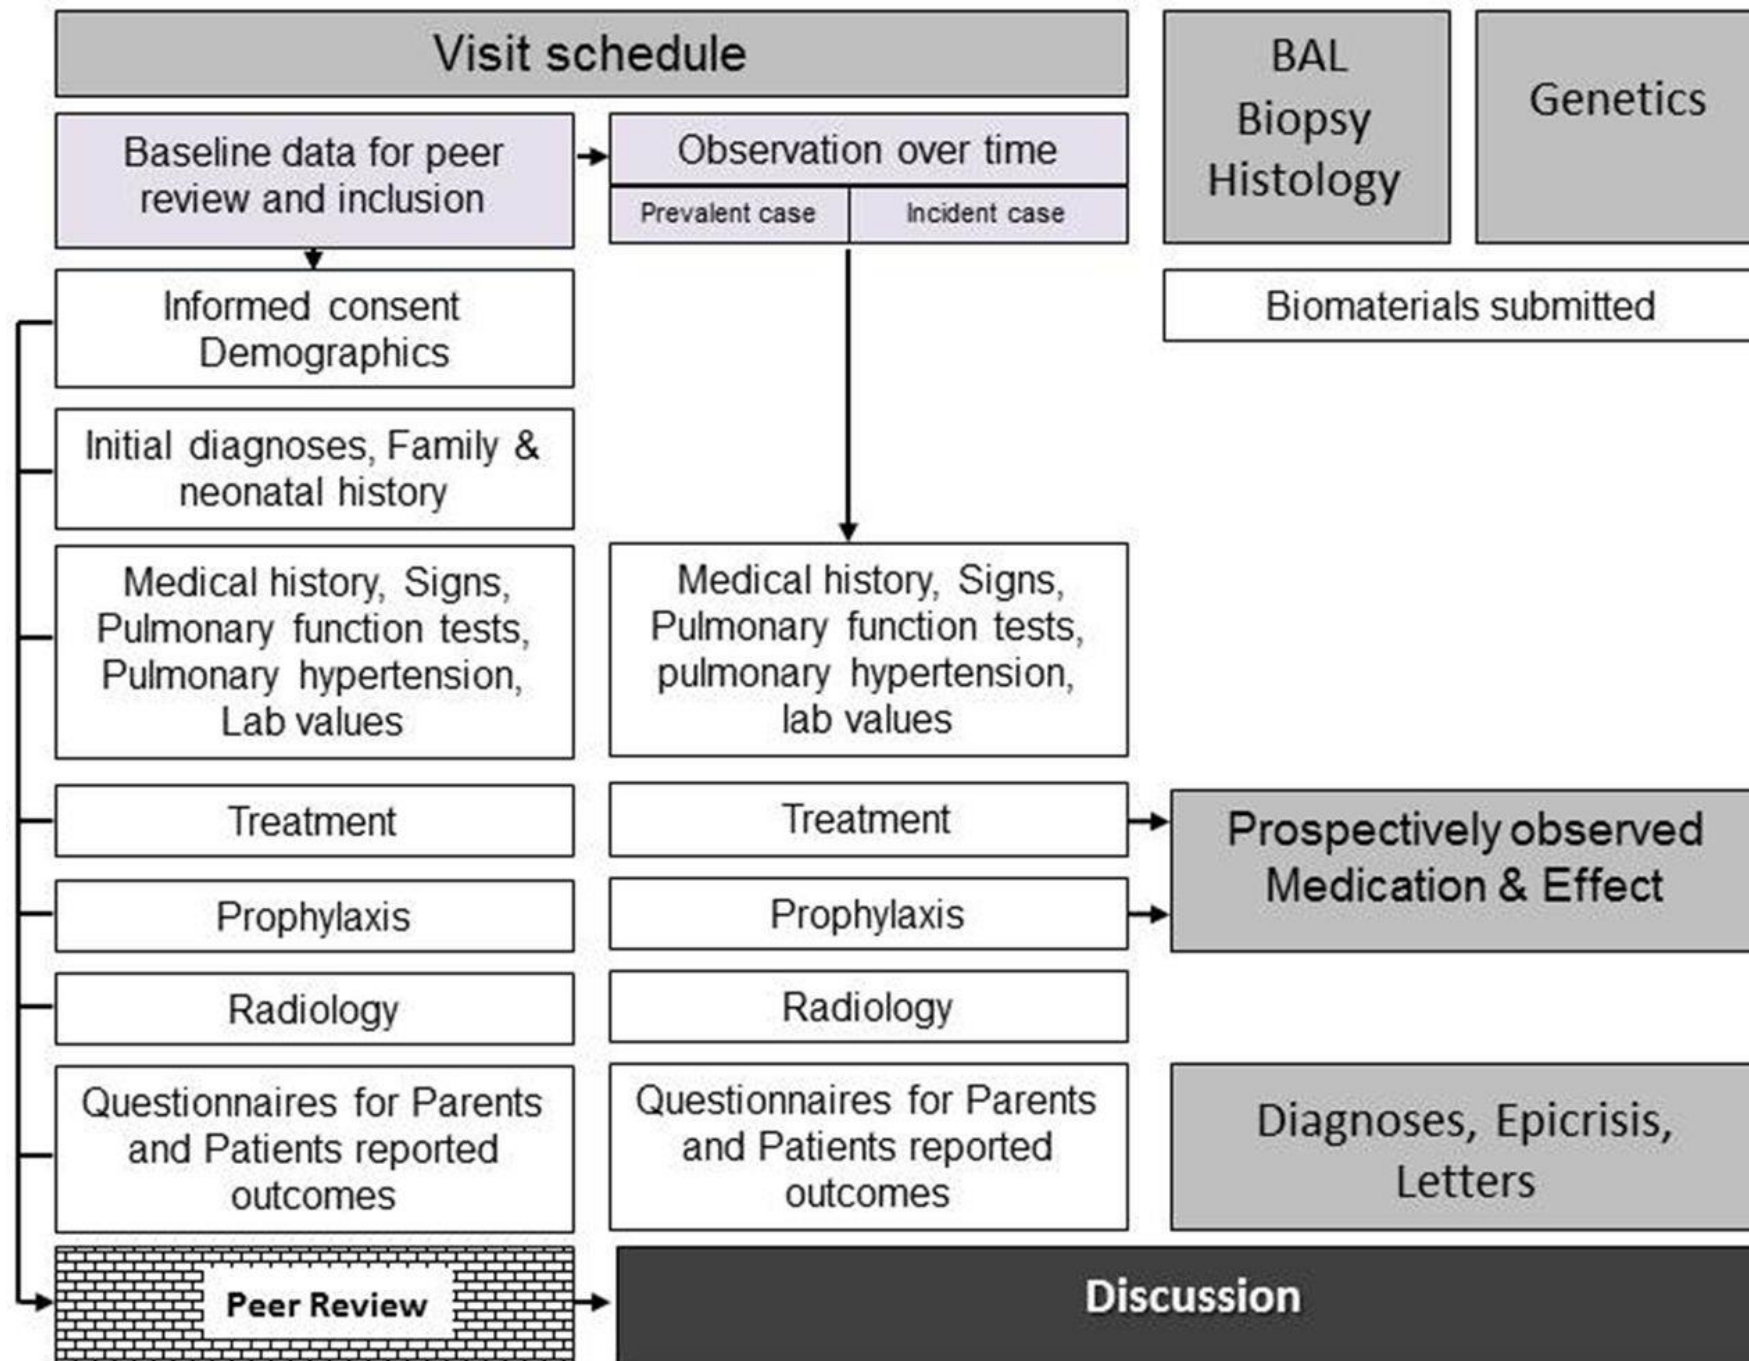 Visit schedule
BAL
Biopsy
Histology
Genetics
Baseline data for peer
review and inclusion
Observation over time
Prevalent case
Incident case
Informed consent
Demographics
Biomaterials submitted
Initial diagnoses, Family &
neonatal history
Medical history, Signs,
Pulmonary function tests,
Pulmonary hypertension,
Lab values
Medical history, Signs,
Pulmonary function tests,
pulmonary hypertension,
lab values
Treatment
Treatment
Prospectively observed
Medication & Effect
Prophylaxis
Prophylaxis
Radiology
Radiology
Questionnaires for Parents
and Patients reported
outcomes
Questionnaires for Parents
and Patients reported
outcomes
Diagnoses, Epicrisis,
Letters
Peer Review
Discussion